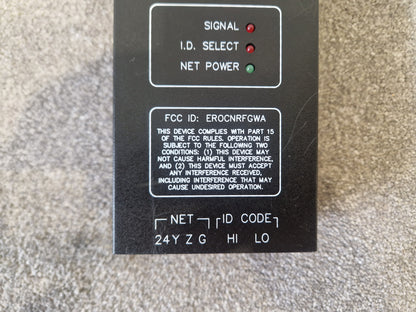 SIGNAL
I.D. SELECT
NET POWER
FCC ID: EROCNRFGWA
THIS DEVICE COMPLIES WITH PART 15
OF THE FCC RULES. OPERATION IS
SUBJECT TO THE FOLLOWING TWO
CONDITIONS: (1) THIS DEVICE MAY
NOT CAUSE HARMFUL INTERFERENCE,
AND (2) THIS DEVICE MUST ACCEPT
ANY INTERFERENCE RECEIVED,
INCLUDING INTERFERENCE THAT MAY
CAUSE UNDESIRED OPERATION.
NET ID CODE
24 Y Z G HI LO